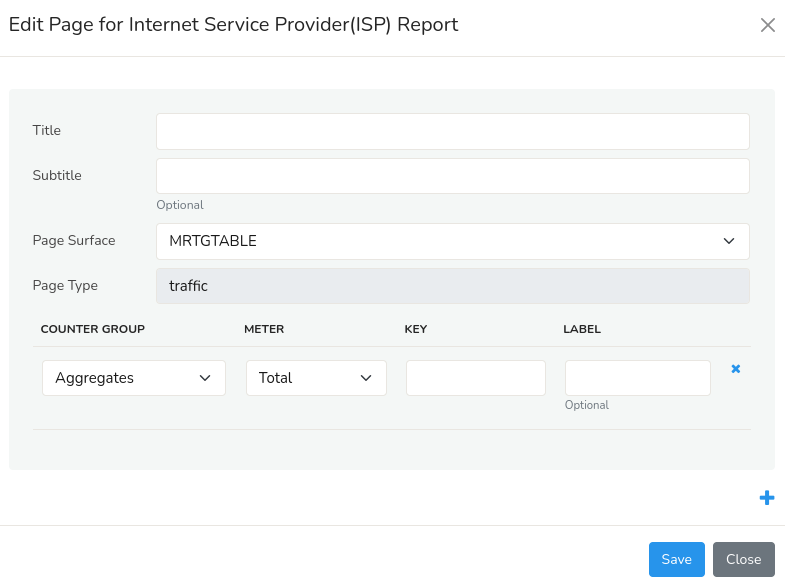 Edit Page for Internet Service Provider(ISP) Report
Title
Subtitle
Optional
Page Surface MRTGTABLE
Page Type traffic
COUNTER GROUP METER KEY LABEL
Aggregates Total
Optional
Save Close